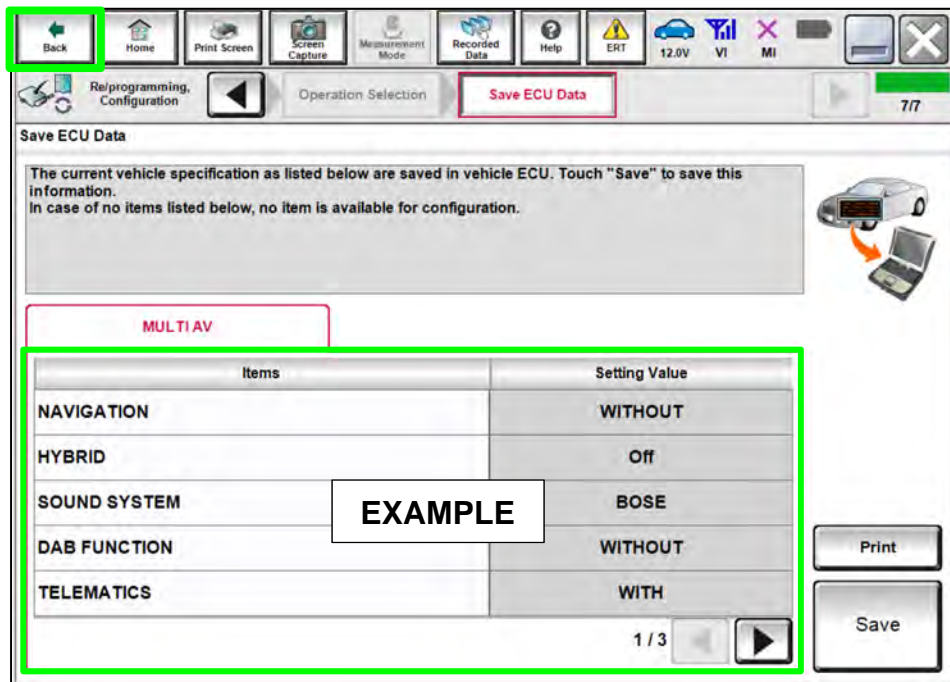 Back
Home
Print Screen
Screen
Capture
Measurement
Mode
Recorded
Data
Help
ERT
12.0V
VI
MI
Re/programming,
Configuration
Operation Selection
Save ECU Data
7/7
Save ECU Data
The current vehicle specification as listed below are saved in vehicle ECU. Touch "Save" to save this
information.
In case of no items listed below, no item is available for configuration.
MULTI AV
Items Setting Value
NAVIGATION WITHOUT
HYBRID Off
SOUND SYSTEM BOSE
EXAMPLE
DAB FUNCTION WITHOUT
TELEMATICS WITH
1 / 3
Print
Save